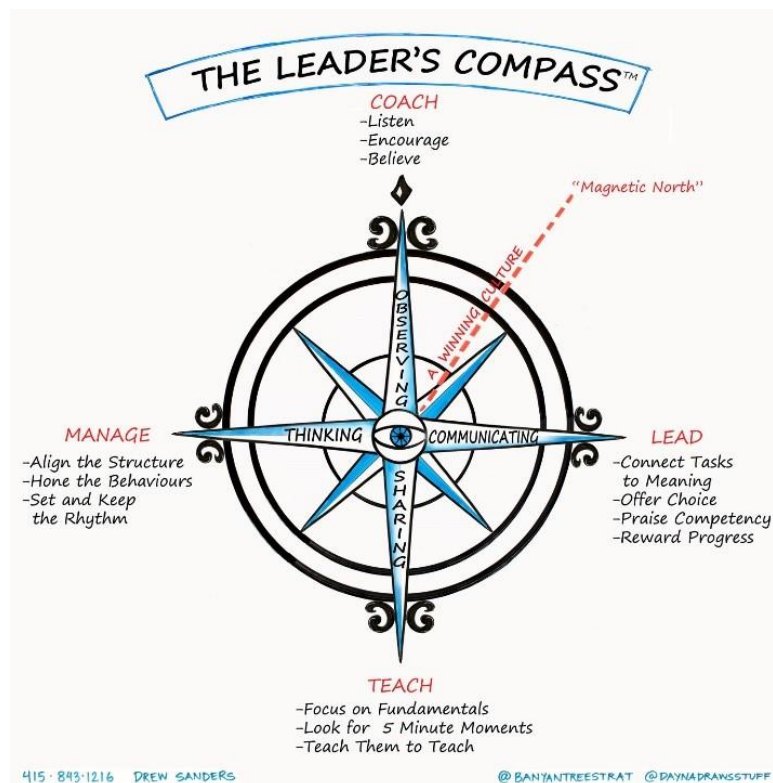 THE LEADER'S COMPASS™
COACH
-Listen
-Encourage
-Believe
"Magnetic North"
A WINNING CULTURE
OBSERVING
MANAGE
-Align the Structure
-Hone the Behaviours
-Set and Keep
the Rhythm
THINKING
COMMUNICATING
LEAD
-Connect Tasks
to Meaning
-Offer Choice
-Praise Competency
-Reward Progress
SHARING
TEACH
-Focus on Fundamentals
-Look for 5 Minute Moments
-Teach Them to Teach
415·843·1216 DREW SANDERS
@BANYANTREESTRAT @DAYNADRAWSSTUFF